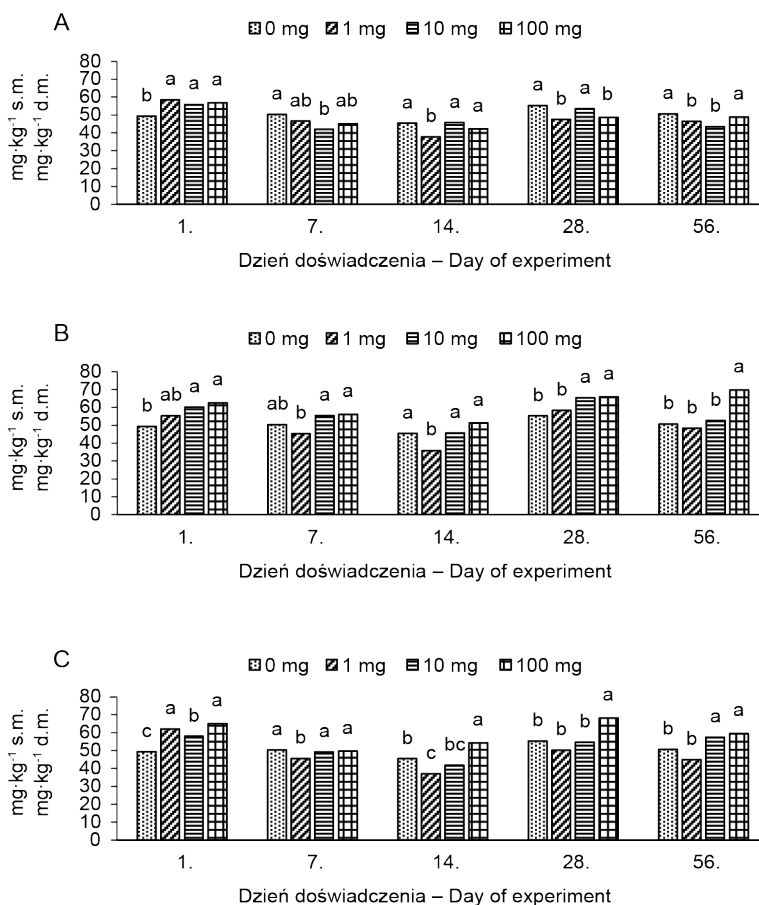 A
0 mg 1 mg 10 mg 100 mg
mg·kg⁻¹ s.m.
mg·kg⁻¹ d.m.
80
70
60
50
40
30
20
10
0
b a a a
a ab b ab
a b a a
a b a b
a b b a
1. 7. 14. 28. 56.
Dzień doświadczenia – Day of experiment
B
0 mg 1 mg 10 mg 100 mg
mg·kg⁻¹ s.m.
mg·kg⁻¹ d.m.
80
70
60
50
40
30
20
10
0
b ab a a
ab b a a
a b a a
b b a a
b b b a
1. 7. 14. 28. 56.
Dzień doświadczenia – Day of experiment
C
0 mg 1 mg 10 mg 100 mg
mg·kg⁻¹ s.m.
mg·kg⁻¹ d.m.
80
70
60
50
40
30
20
10
0
c a b a
a b a a
b c bc a
b b b a
b b a a
1. 7. 14. 28. 56.
Dzień doświadczenia – Day of experiment